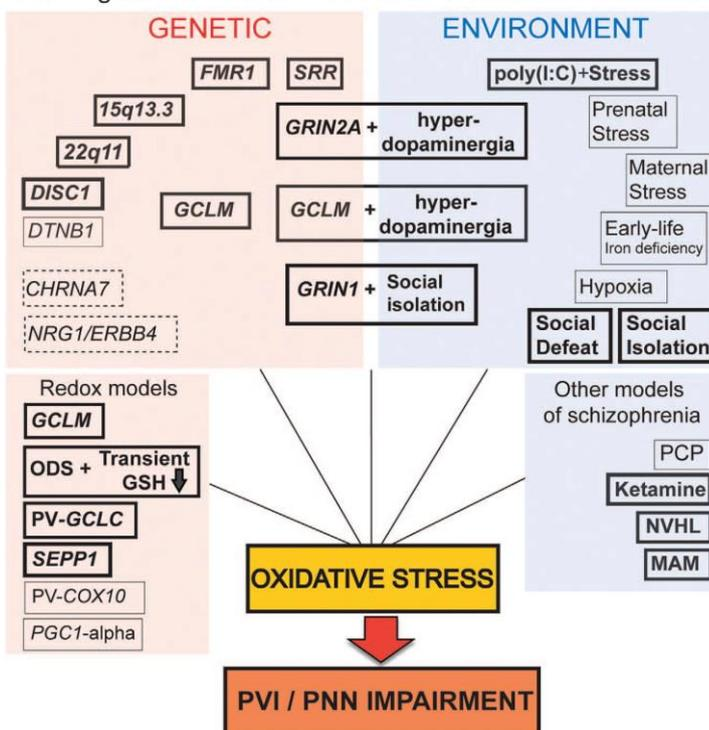 GENETIC
ENVIRONMENT
FMR1
SRR
poly(I:C)+Stress
15q13.3
GRIN2A + hyper-
dopaminergia
Prenatal
Stress
22q11
Maternal
Stress
DISC1
GCLM
GCLM + hyper-
dopaminergia
DTNB1
Early-life
Iron deficiency
CHRNA7
GRIN1 + Social
isolation
Hypoxia
NRG1/ERBB4
Social
Defeat
Social
Isolation
Redox models
GCLM
ODS + Transient
GSH
PV-GCLC
SEPP1
PV-COX10
PGC1-alpha
Other models
of schizophrenia
PCP
Ketamine
NVHL
MAM
OXIDATIVE STRESS
PVI / PNN IMPAIRMENT